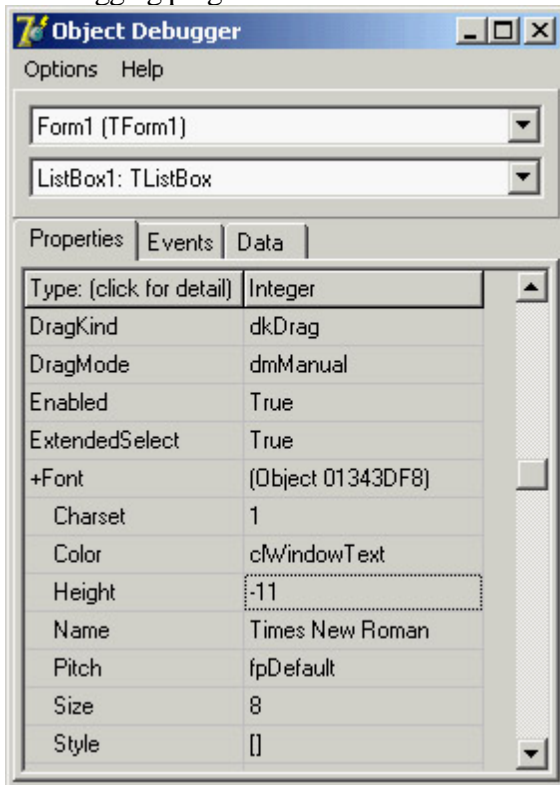 Object Debugger
Options Help
Form1 (TForm1)
ListBox1: TListBox
Properties Events Data
Type: (click for detail) Integer
DragKind dkDrag
DragMode dmManual
Enabled True
ExtendedSelect True
+Font (Object 01343DF8)
Charset 1
Color clWindowText
Height -11
Name Times New Roman
Pitch fpDefault
Size 8
Style []